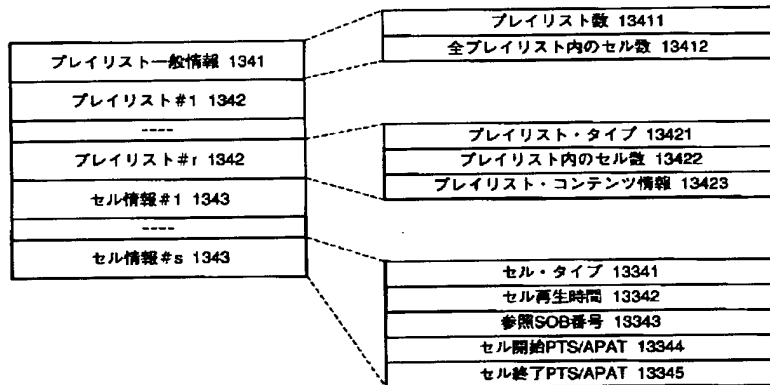 プレイリスト一般情報 1341
プレイリスト#1 1342
----
プレイリスト#r 1342
セル情報#1 1343
----
セル情報#s 1343
プレイリスト数 13411
全プレイリスト内のセル数 13412
プレイリスト・タイプ 13421
プレイリスト内のセル数 13422
プレイリスト・コンテンツ情報 13423
セル・タイプ 13341
セル再生時間 13342
参照SOB番号 13343
セル開始PTS/APAT 13344
セル終了PTS/APAT 13345